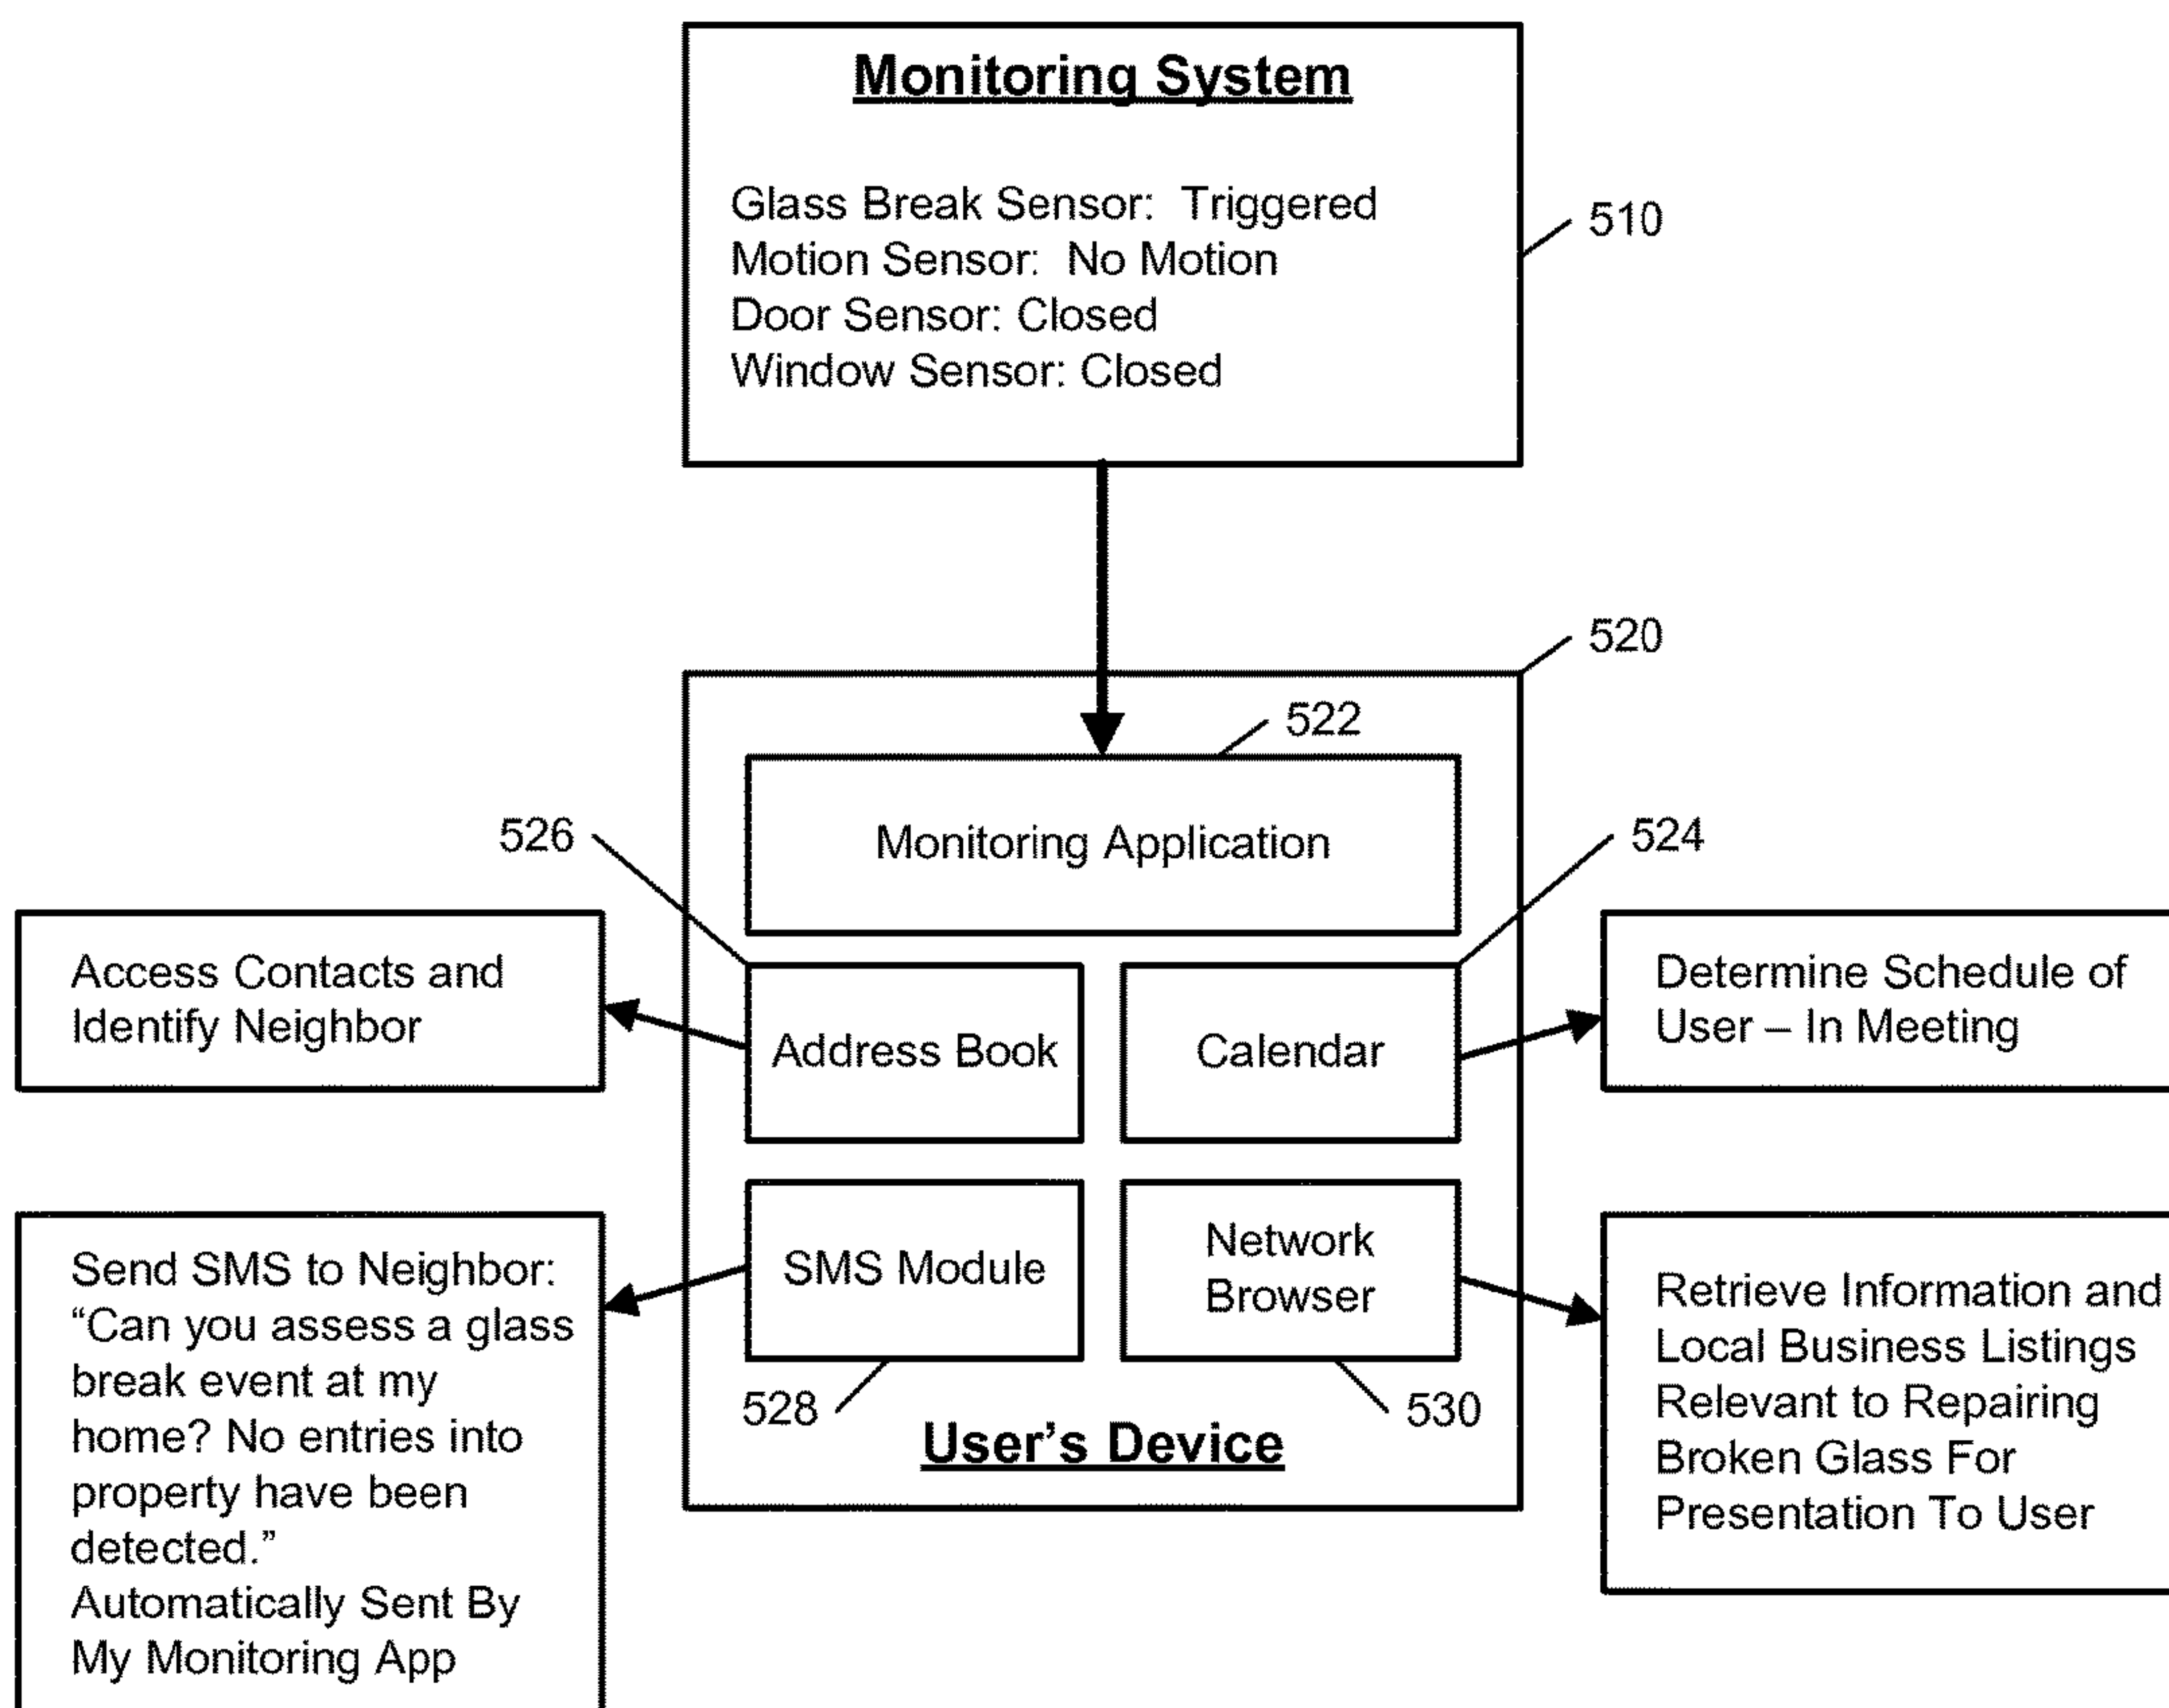 Monitoring System
Glass Break Sensor: Triggered
Motion Sensor: No Motion
Door Sensor: Closed
Window Sensor: Closed
510
520
522
Monitoring Application
526
524
Access Contacts and
Identify Neighbor
Address Book
Calendar
Determine Schedule of
User – In Meeting
Send SMS to Neighbor:
“Can you assess a glass
break event at my
home? No entries into
property have been
detected.”
Automatically Sent By
My Monitoring App
SMS Module
Network
Browser
Retrieve Information and
Local Business Listings
Relevant to Repairing
Broken Glass For
Presentation To User
528
530
User’s Device